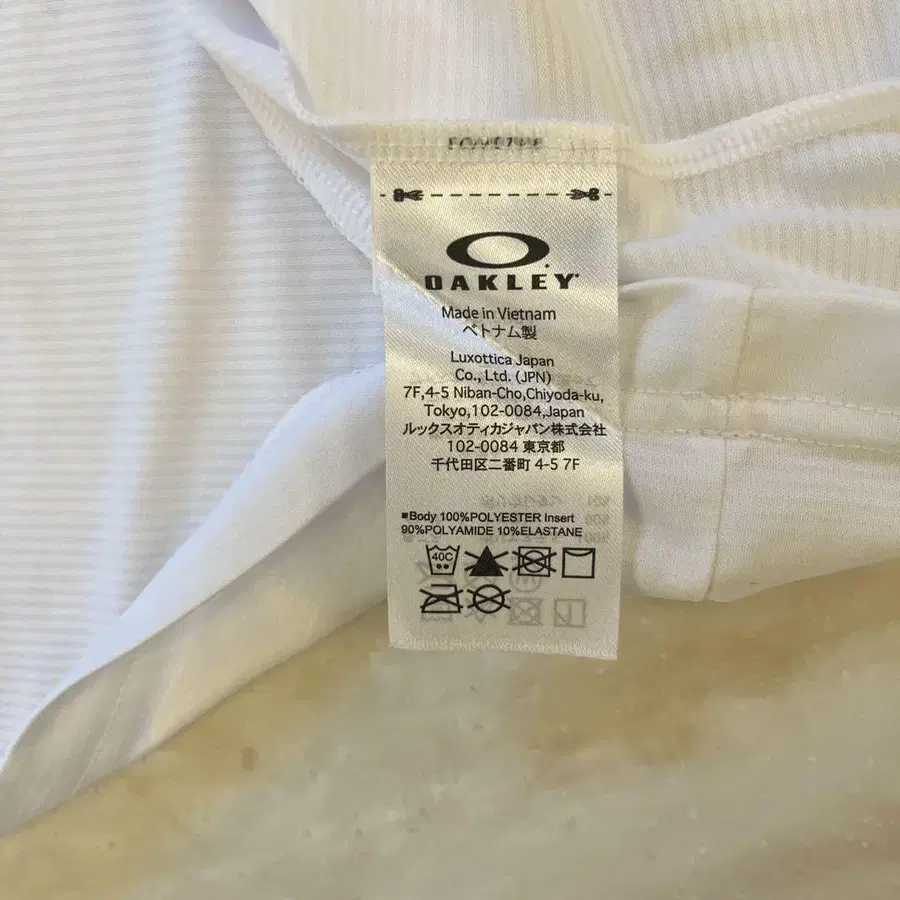 OAKLEY
Made in Vietnam
ベトナム製
Luxottica Japan
Co., Ltd. (JPN)
7F,4-5 Niban-Cho,Chiyoda-ku,
Tokyo,102-0084,Japan
ルックスオティカジャパン株式会社
102-0084 東京都
千代田区二番町 4-5 7F
■Body 100%POLYESTER Insert
90%POLYAMIDE 10%ELASTANE
40C